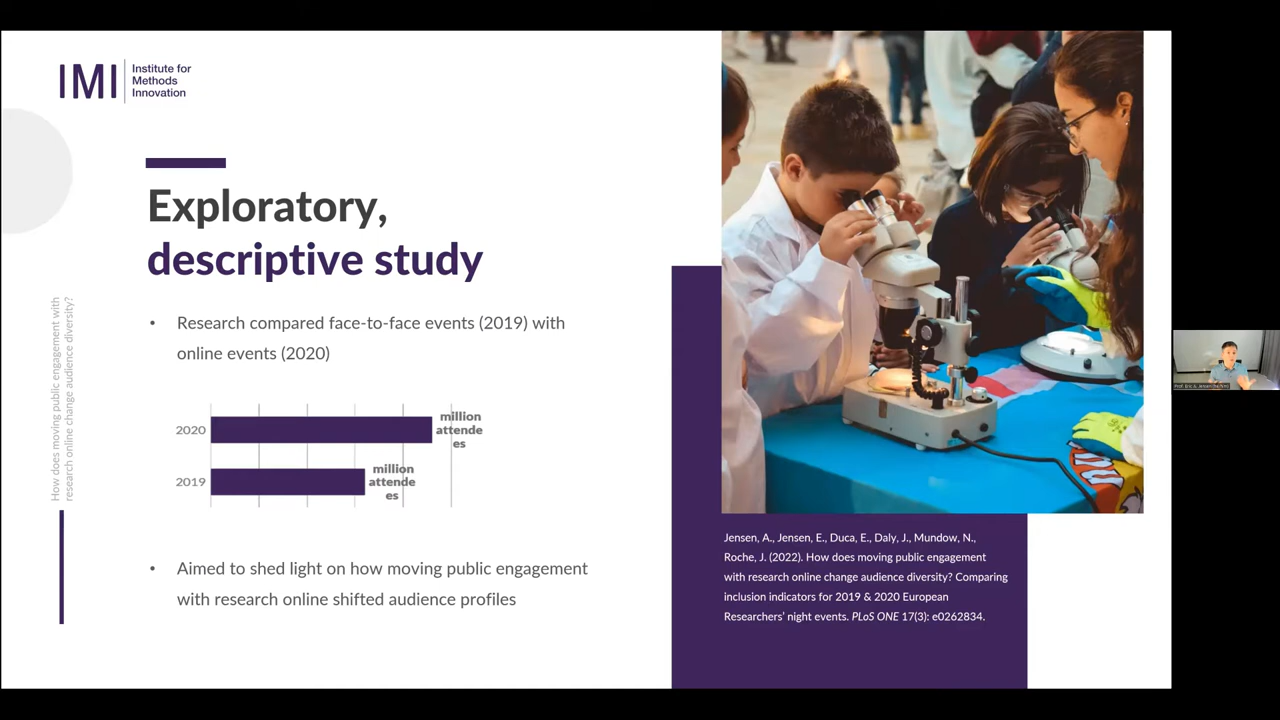 IMI
Institute for
Methods
Innovation
Exploratory,
descriptive study
• Research compared face-to-face events (2019) with
online events (2020)
2020
million
attende
es
2019
million
attende
es
• Aimed to shed light on how moving public engagement
with research online shifted audience profiles
How does moving public engagement with
research online change audience diversity?
Jensen, A., Jensen, E., Duca, E., Daly, J., Mundow, N.,
Roche, J. (2022). How does moving public engagement
with research online change audience diversity? Comparing
inclusion indicators for 2019 & 2020 European
Researchers' night events. PLoS ONE 17(3): e0262834.
Prof. Eric A. Jensen